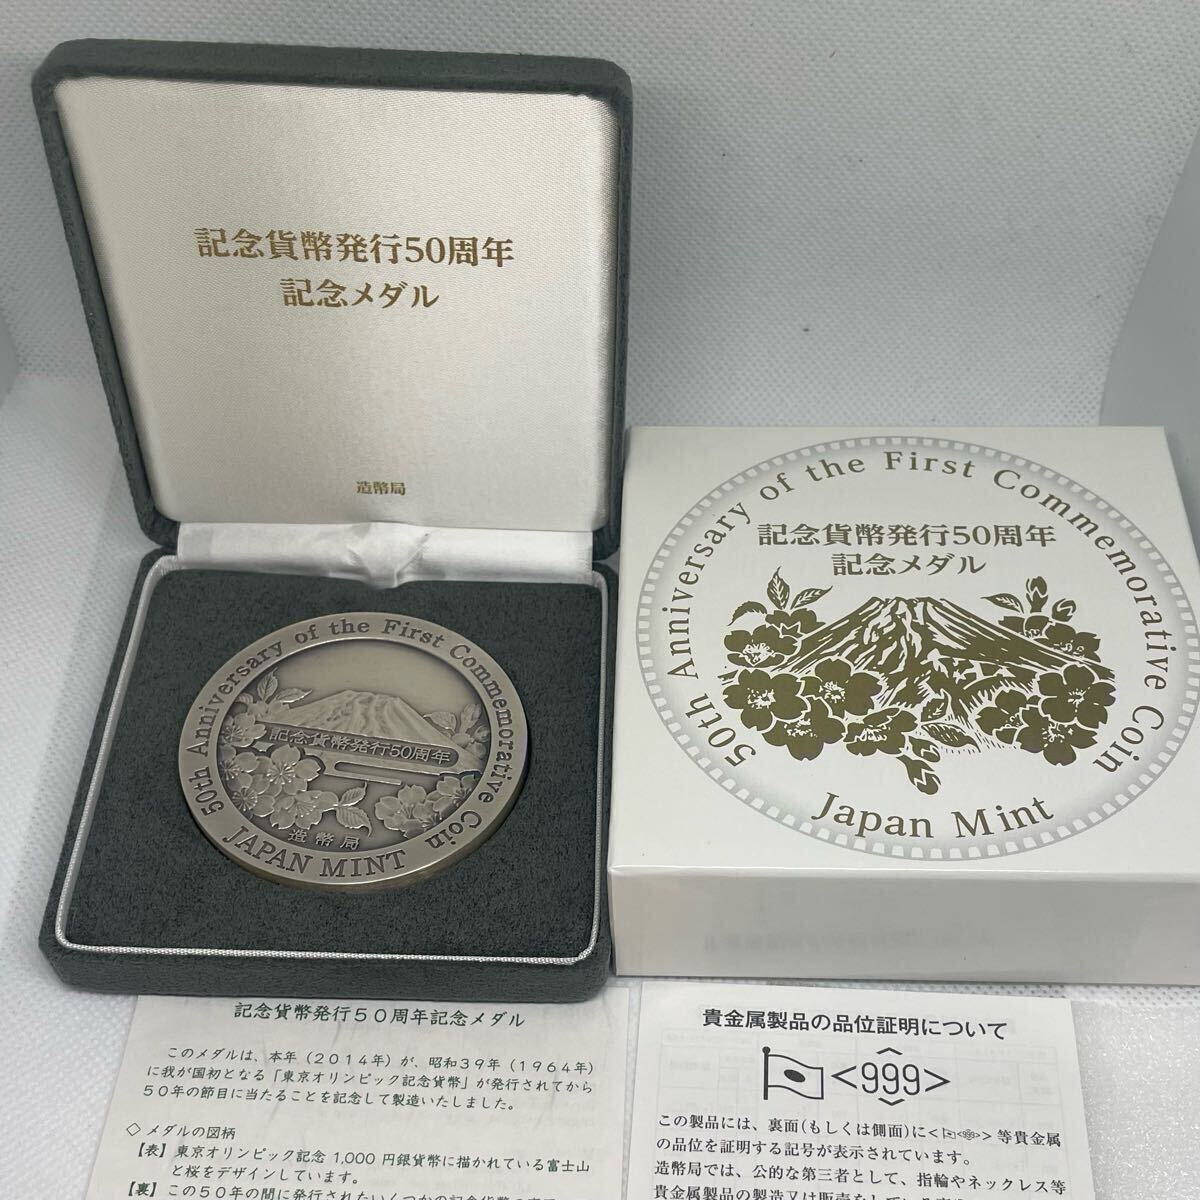 記念貨幣発行50周年
記念メダル
造幣局
50th Anniversary of the First Commemorative Coin
記念貨幣発行50周年
造幣局
JAPAN MINT
50th Anniversary of the First Commemorative Coin
記念貨幣発行50周年
記念メダル
Japan Mint
記念貨幣発行５０周年記念メダル
このメダルは、本年（２０１４年）が、昭和３９年（１９６４年）
に我が国初となる「東京オリンピック記念貨幣」が発行されてから
５０年の節目に当たることを記念して製造いたしました。
◇ メダルの図柄
【表】東京オリンピック記念 1,000 円銀貨幣に描かれている富士山
と桜をデザインしています。
【裏】この５０年の間に発行されたいくつかの記念貨幣の
貴金属製品の品位証明について
<999>
この製品には、裏面(もしくは側面)に< 999 >等貴金属
の品位を証明する記号が表示されています。
造幣局では、公的な第三者として、指輪やネックレス等
貴金属製品の製造又は販売をしている